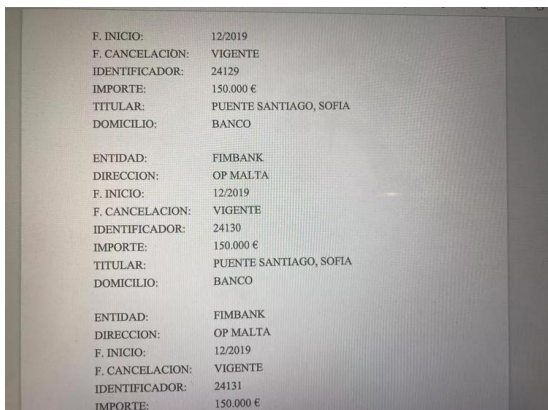 F. INICIO: 12/2019
F. CANCELACIÒN: VIGENTE
IDENTIFICADOR: 24129
IMPORTE: 150.000 €
TITULAR: PUENTE SANTIAGO, SOFIA
DOMICILIO: BANCO
ENTIDAD: FIMBANK
DIRECCION: OP MALTA
F. INICIO: 12/2019
F. CANCELACION: VIGENTE
IDENTIFICADOR: 24130
IMPORTE: 150.000 €
TITULAR: PUENTE SANTIAGO, SOFIA
DOMICILIO: BANCO
ENTIDAD: FIMBANK
DIRECCION: OP MALTA
F. INICIO: 12/2019
F. CANCELACION: VIGENTE
IDENTIFICADOR: 24131
IMPORTE: 150.000 €